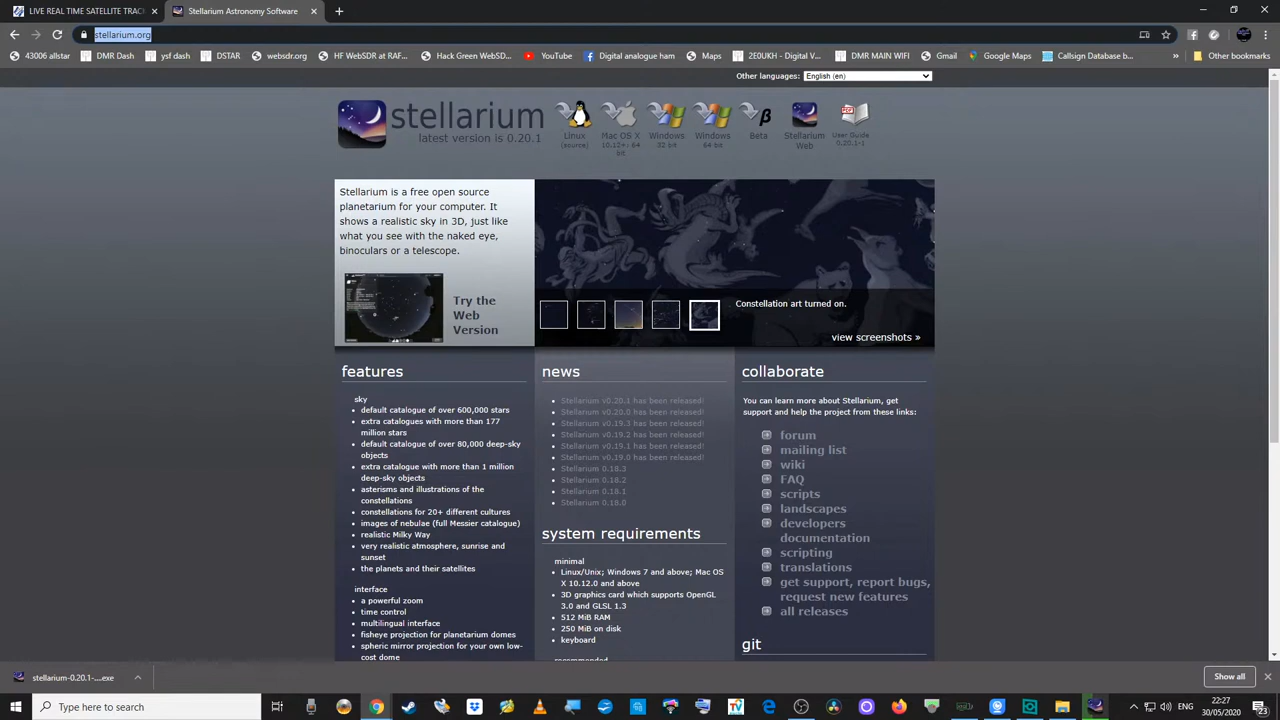 LIVE REAL TIME SATELLITE TRACK
Stellarium Astronomy Software
stellarium.org
43006 allstar
DMR Dash
ysf dash
DSTAR
websdr.org
HF WebSDR at BRO...
Hack Green WebSD...
YouTube
Digital analogue ham
Maps
2E0UKH - Digital V...
DMR MAIN WIFI
Gmail
Google Maps
Callsign Database b...
Other bookmarks
Other languages: English (en)
stellarium
latest version is 0.20.1
Linux
(source)
Mac OS X
10.12+; 64
bit
Windows
32 bit
Windows
64 bit
β
Beta
Stellarium
Web
PDF
User Guide
0.20.1-1
Stellarium is a free open source
planetarium for your computer. It
shows a realistic sky in 3D, just like
what you see with the naked eye,
binoculars or a telescope.
Try the
Web
Version
Constellation art turned on.
view screenshots »
features
sky
default catalogue of over 600,000 stars
extra catalogues with more than 177
million stars
default catalogue of over 80,000 deep-sky
objects
extra catalogue with more than 1 million
deep-sky objects
asterisms and illustrations of the
constellations
constellations for 20+ different cultures
images of nebulae (full Messier catalogue)
realistic Milky Way
very realistic atmosphere, sunrise and
sunset
the planets and their satellites
interface
a powerful zoom
time control
multilingual interface
fisheye projection for planetarium domes
spheric mirror projection for your own low-
cost dome
news
Stellarium v0.20.1 has been released!
Stellarium v0.20.0 has been released!
Stellarium v0.19.3 has been released!
Stellarium v0.19.2 has been released!
Stellarium v0.19.1 has been released!
Stellarium v0.19.0 has been released!
Stellarium 0.18.3
Stellarium 0.18.2
Stellarium 0.18.1
Stellarium 0.18.0
system requirements
minimal
Linux/Unix; Windows 7 and above; Mac OS
X 10.12.0 and above
3D graphics card which supports OpenGL
3.0 and GLSL 1.3
512 MiB RAM
250 MiB on disk
keyboard
recommended
collaborate
You can learn more about Stellarium, get
support and help the project from these links:
forum
mailing list
wiki
FAQ
scripts
landscapes
developers
documentation
scripting
translations
get support, report bugs,
request new features
all releases
git
stellarium-0.20.1-....exe
Show all
Type here to search
ENG
22:27
30/05/2020